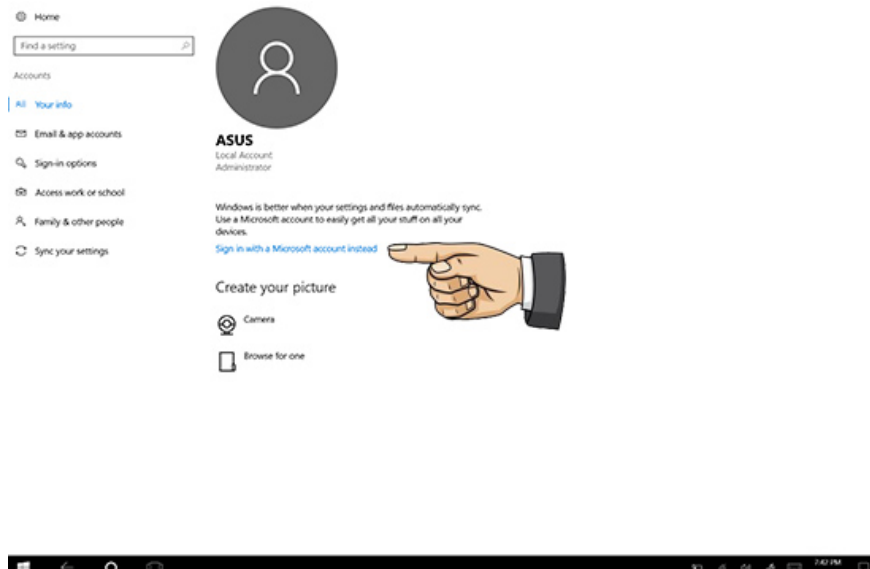 Home
Find a setting
Accounts
Your info
Email & app accounts
Sign-in options
Access work or school
Family & other people
Sync your settings
ASUS
Local Account
Administrator
Windows is better when your settings and files automatically sync.
Use a Microsoft account to easily get all your stuff on all your
devices.
Sign in with a Microsoft account instead
Create your picture
Camera
Browse for one
7:42 PM